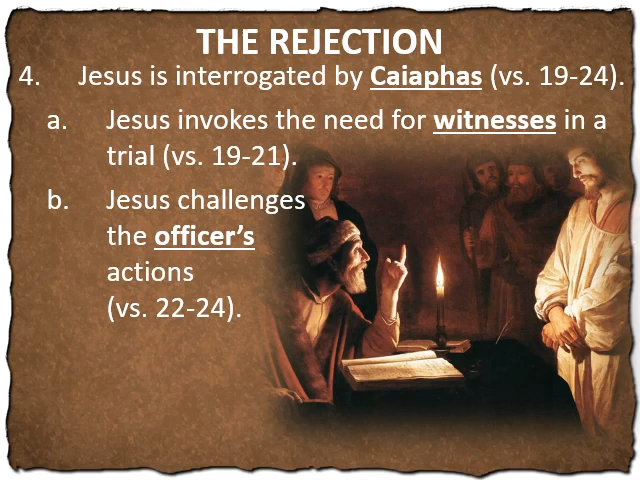 THE REJECTION
4. Jesus is interrogated by Caiaphas (vs. 19-24).
a. Jesus invokes the need for witnesses in a
trial (vs. 19-21).
b. Jesus challenges
the officer’s
actions
(vs. 22-24).